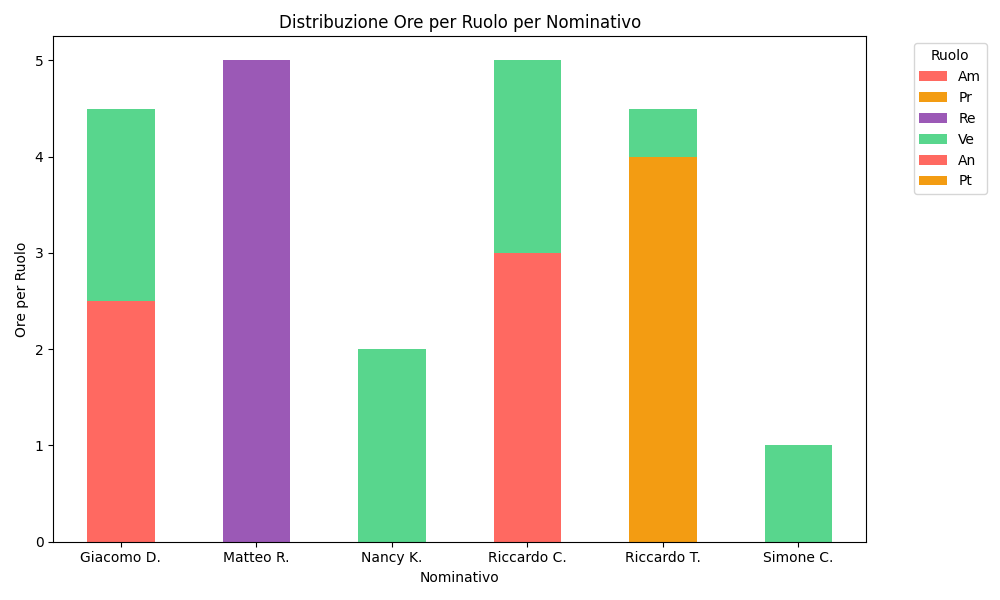 Distribuzione Ore per Ruolo per Nominativo
Ruolo
Am
Pr
Re
Ve
An
Pt
Ore per Ruolo
5
4
3
2
1
0
Giacomo D.
Matteo R.
Nancy K.
Riccardo C.
Riccardo T.
Simone C.
Nominativo